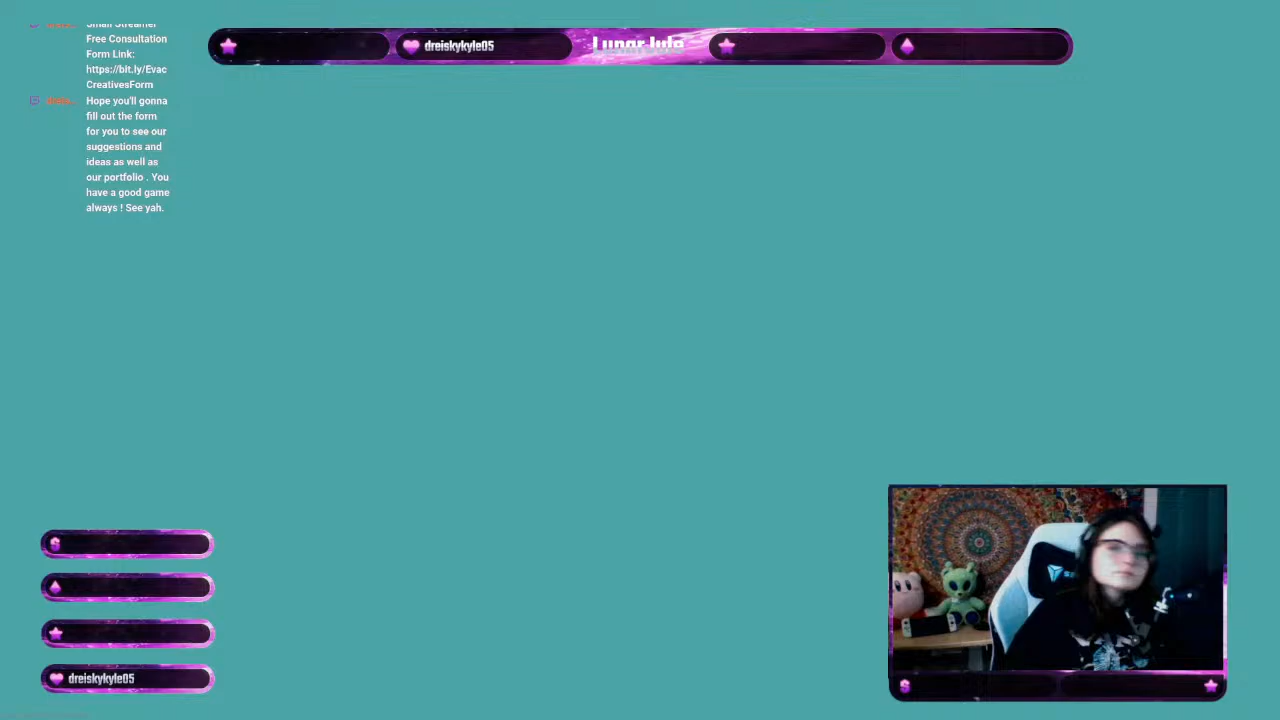 Small Streamer
Free Consultation
Form Link:
https://bit.ly/Evac
CreativesForm
Hope you'll gonna
fill out the form
for you to see our
suggestions and
ideas as well as
our portfolio . You
have a good game
always ! See yah.
dreiskykyle05
Lunar Jule
dreiskykyle05